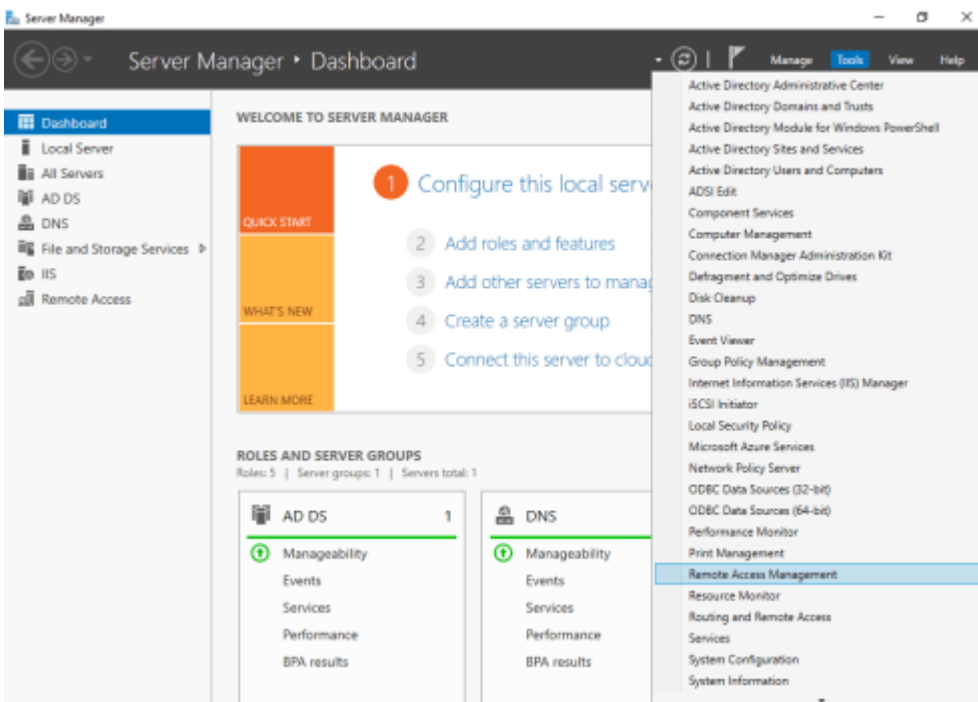 Server Manager
Server Manager • Dashboard
Manage Tools View Help
Dashboard
Local Server
All Servers
AD DS
DNS
File and Storage Services
IIS
Remote Access
WELCOME TO SERVER MANAGER
QUICK START
WHAT'S NEW
LEARN MORE
1 Configure this local serv
2 Add roles and features
3 Add other servers to manag
4 Create a server group
5 Connect this server to cloud
ROLES AND SERVER GROUPS
Roles: 5 | Server groups: 1 | Servers total: 1
AD DS 1
Manageability
Events
Services
Performance
BPA results
DNS
Manageability
Events
Services
Performance
BPA results
Active Directory Administrative Center
Active Directory Domains and Trusts
Active Directory Module for Windows PowerShell
Active Directory Sites and Services
Active Directory Users and Computers
ADSI Edit
Component Services
Computer Management
Connection Manager Administration Kit
Defragment and Optimize Drives
Disk Cleanup
DNS
Event Viewer
Group Policy Management
Internet Information Services (IIS) Manager
iSCSI Initiator
Local Security Policy
Microsoft Azure Services
Network Policy Server
ODBC Data Sources (32-bit)
ODBC Data Sources (64-bit)
Performance Monitor
Print Management
Remote Access Management
Resource Monitor
Routing and Remote Access
Services
System Configuration
System Information